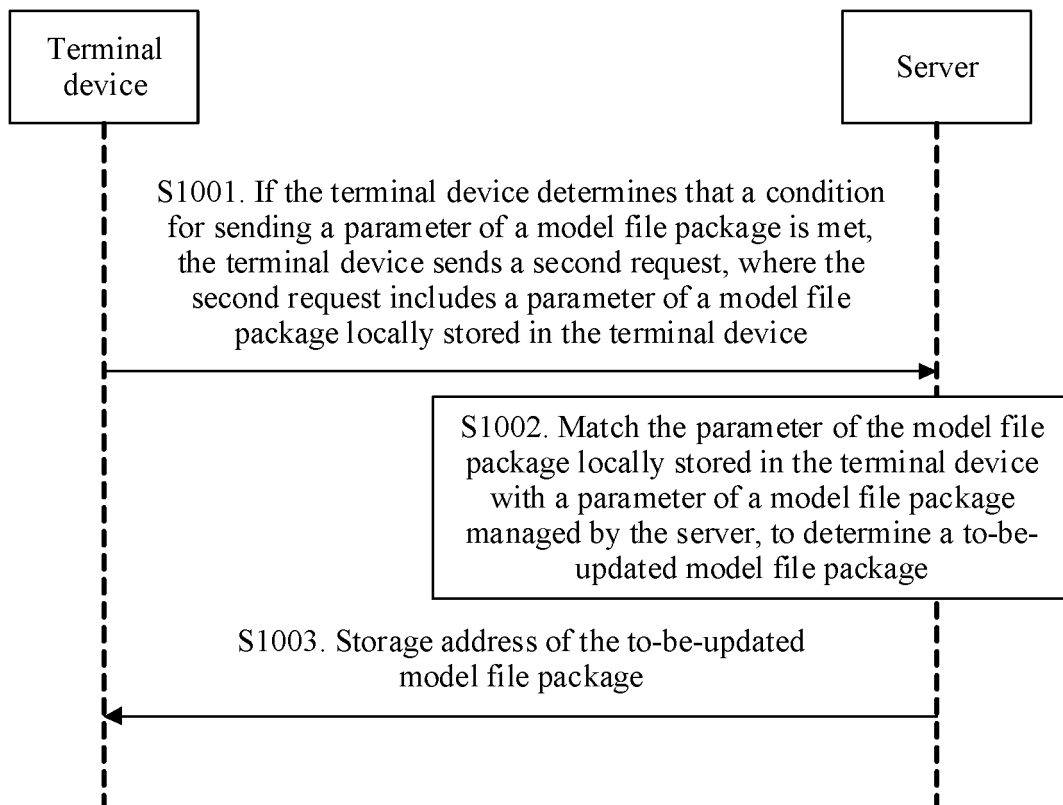 Terminal
device
Server
S1001. If the terminal device determines that a condition
for sending a parameter of a model file package is met,
the terminal device sends a second request, where the
second request includes a parameter of a model file
package locally stored in the terminal device
S1002. Match the parameter of the model file
package locally stored in the terminal device
with a parameter of a model file package
managed by the server, to determine a to-be-
updated model file package
S1003. Storage address of the to-be-updated
model file package